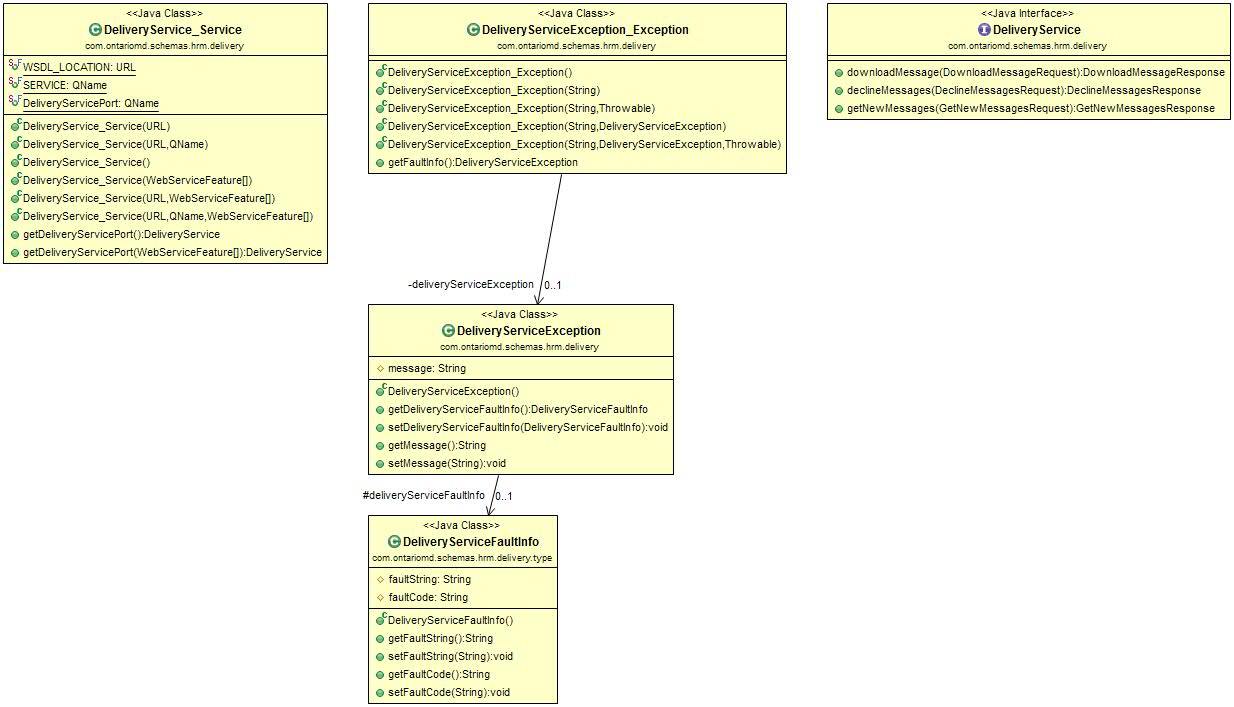 <<Java Class>>
DeliveryService_Service
com.ontariomd.schemas.hrm.delivery
WSDL_LOCATION: URL
SERVICE: QName
DeliveryServicePort: QName
DeliveryService_Service(URL)
DeliveryService_Service(URL,QName)
DeliveryService_Service()
DeliveryService_Service(WebServiceFeature[])
DeliveryService_Service(URL,WebServiceFeature[])
DeliveryService_Service(URL,QName,WebServiceFeature[])
getDeliveryServicePort():DeliveryService
getDeliveryServicePort(WebServiceFeature[]):DeliveryService
<<Java Class>>
DeliveryServiceException_Exception
com.ontariomd.schemas.hrm.delivery
DeliveryServiceException_Exception()
DeliveryServiceException_Exception(String)
DeliveryServiceException_Exception(String,Throwable)
DeliveryServiceException_Exception(String,DeliveryServiceException)
DeliveryServiceException_Exception(String,DeliveryServiceException,Throwable)
getFaultInfo():DeliveryServiceException
<<Java Interface>>
DeliveryService
com.ontariomd.schemas.hrm.delivery
downloadMessage(DownloadMessageRequest):DownloadMessageResponse
declineMessages(DeclineMessagesRequest):DeclineMessagesResponse
getNewMessages(GetNewMessagesRequest):GetNewMessagesResponse
-deliveryServiceException 0..1
<<Java Class>>
DeliveryServiceException
com.ontariomd.schemas.hrm.delivery
message: String
DeliveryServiceException()
getDeliveryServiceFaultInfo():DeliveryServiceFaultInfo
setDeliveryServiceFaultInfo(DeliveryServiceFaultInfo):void
getMessage():String
setMessage(String):void
#deliveryServiceFaultInfo 0..1
<<Java Class>>
DeliveryServiceFaultInfo
com.ontariomd.schemas.hrm.delivery.type
faultString: String
faultCode: String
DeliveryServiceFaultInfo()
getFaultString():String
setFaultString(String):void
getFaultCode():String
setFaultCode(String):void